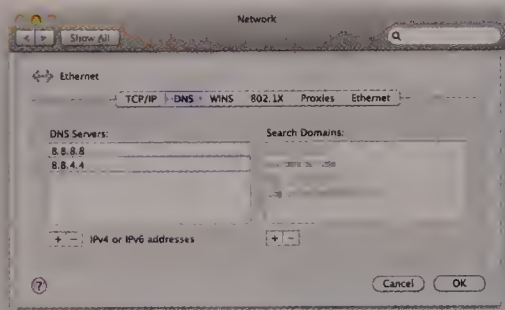 Network
Show All
Ethernet
TCP/IP DNS WINS 802.1X Proxies Ethernet
DNS Servers:
8.8.8.8
8.8.4.4
Search Domains:
+ − IPv4 or IPv6 addresses
+ −
?
Cancel OK